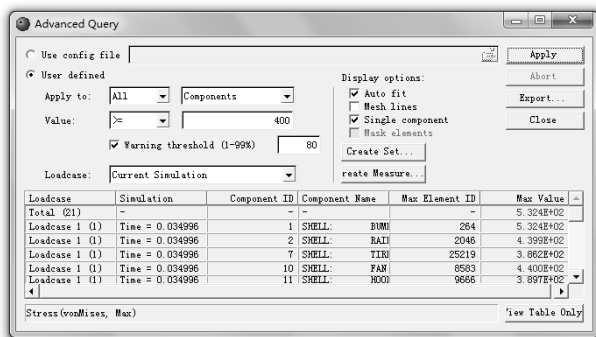 Advanced Query
Use config file
Apply
User defined
Display options:
Abort
Apply to: All Components
Auto fit
Export...
Mesh lines
Value: >= 400
Single component
Close
Warning threshold (1-99%) 80
Mask elements
Create Set...
Loadcase: Current Simulation
reate Measure...
Loadcase Simulation Component ID Component Name Max Element ID Max Value
Total (21) - - - - 5.324E+02
Loadcase 1 (1) Time = 0.034996 1 SHELL: BUM 264 5.324E+02
Loadcase 1 (1) Time = 0.034996 2 SHELL: RAI 2046 4.399E+02
Loadcase 1 (1) Time = 0.034996 7 SHELL: TIR 25219 3.862E+02
Loadcase 1 (1) Time = 0.034996 10 SHELL: FAN 8583 4.400E+02
Loadcase 1 (1) Time = 0.034996 11 SHELL: HOO 9666 3.897E+02
Stress(vonMises, Max)
iew Table Only